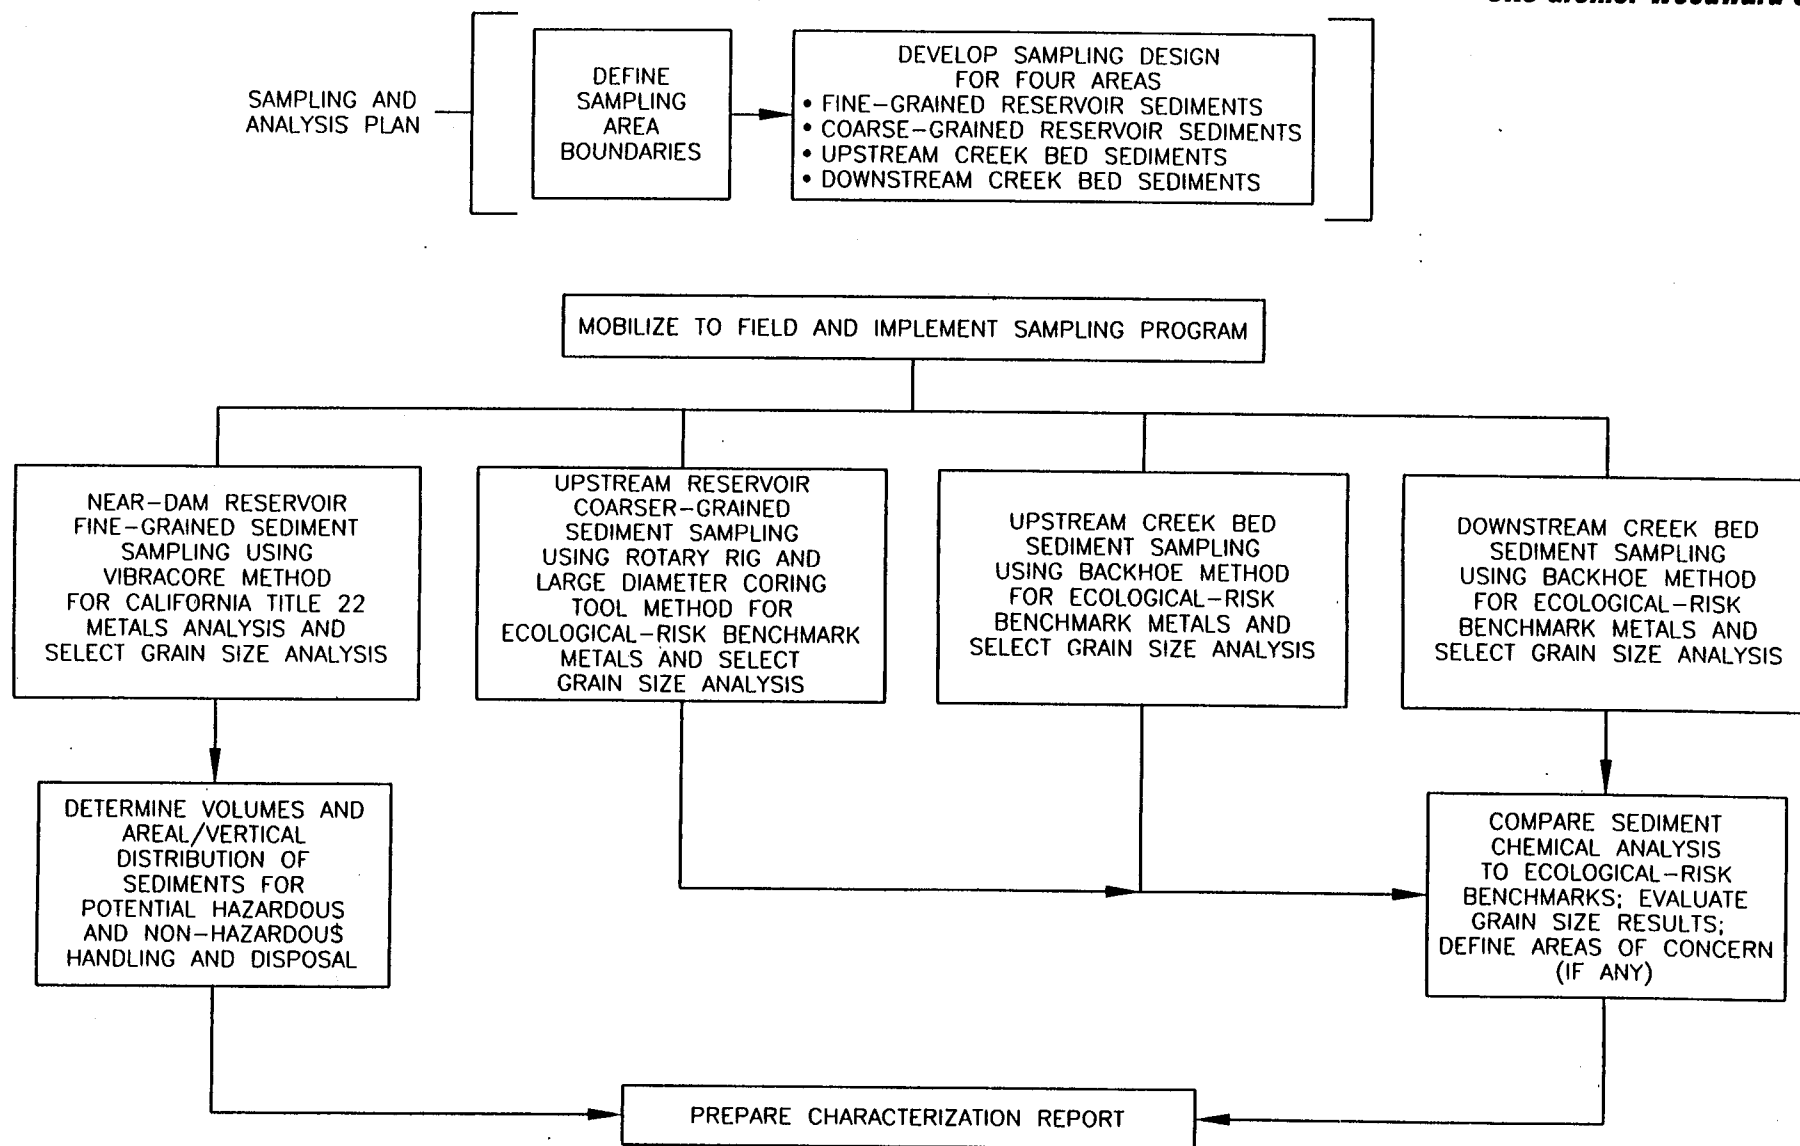 SAMPLING AND
ANALYSIS PLAN
DEFINE
SAMPLING
AREA
BOUNDARIES
DEVELOP SAMPLING DESIGN
FOR FOUR AREAS
• FINE-GRAINED RESERVOIR SEDIMENTS
• COARSE-GRAINED RESERVOIR SEDIMENTS
• UPSTREAM CREEK BED SEDIMENTS
• DOWNSTREAM CREEK BED SEDIMENTS
MOBILIZE TO FIELD AND IMPLEMENT SAMPLING PROGRAM
NEAR-DAM RESERVOIR
FINE-GRAINED SEDIMENT
SAMPLING USING
VIBRACORE METHOD
FOR CALIFORNIA TITLE 22
METALS ANALYSIS AND
SELECT GRAIN SIZE ANALYSIS
UPSTREAM RESERVOIR
COARSER-GRAINED
SEDIMENT SAMPLING
USING ROTARY RIG AND
LARGE DIAMETER CORING
TOOL METHOD FOR
ECOLOGICAL-RISK BENCHMARK
METALS AND SELECT
GRAIN SIZE ANALYSIS
UPSTREAM CREEK BED
SEDIMENT SAMPLING
USING BACKHOE METHOD
FOR ECOLOGICAL-RISK
BENCHMARK METALS AND
SELECT GRAIN SIZE ANALYSIS
DOWNSTREAM CREEK BED
SEDIMENT SAMPLING
USING BACKHOE METHOD
FOR ECOLOGICAL-RISK
BENCHMARK METALS AND
SELECT GRAIN SIZE ANALYSIS
DETERMINE VOLUMES AND
AREAL/VERTICAL
DISTRIBUTION OF
SEDIMENTS FOR
POTENTIAL HAZARDOUS
AND NON-HAZARDOUS
HANDLING AND DISPOSAL
COMPARE SEDIMENT
CHEMICAL ANALYSIS
TO ECOLOGICAL-RISK
BENCHMARKS; EVALUATE
GRAIN SIZE RESULTS;
DEFINE AREAS OF CONCERN
(IF ANY)
PREPARE CHARACTERIZATION REPORT